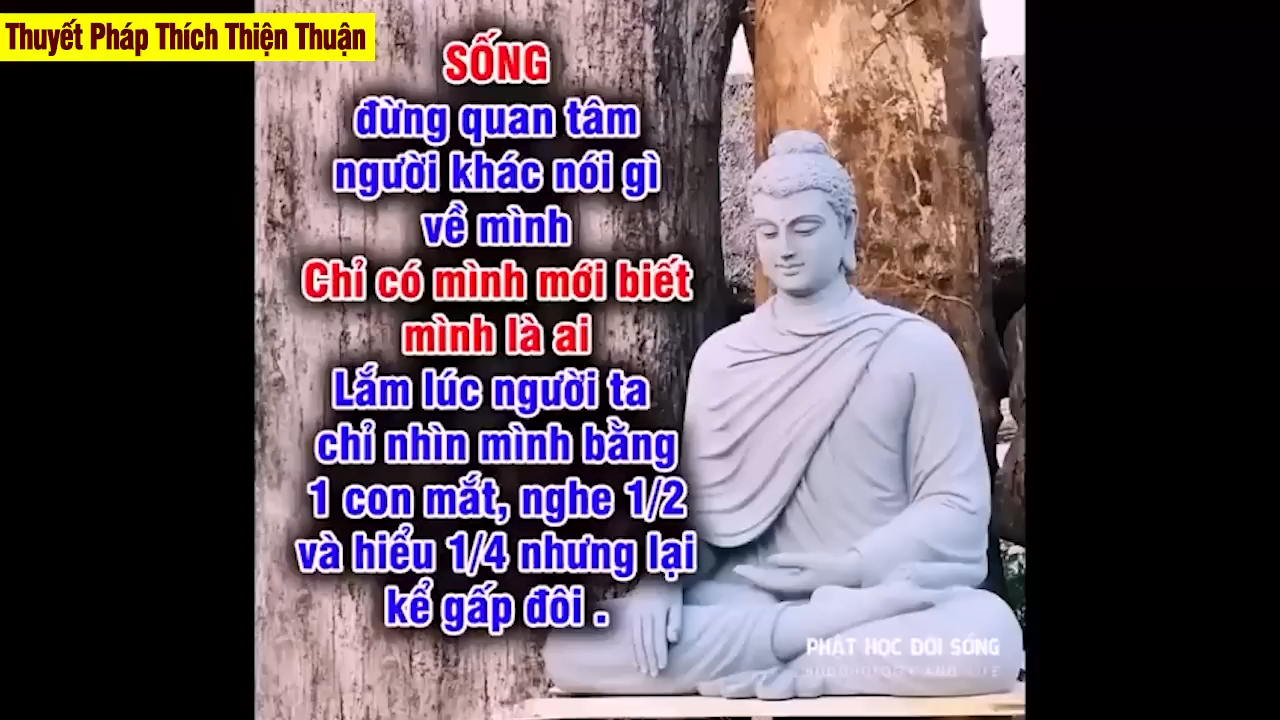 Thuyết Pháp Thích Thiện Thuận
SỐNG
đừng quan tâm
người khác nói gì
về mình
Chỉ có mình mới biết
mình là ai
Lắm lúc người ta
chỉ nhìn mình bằng
1 con mắt, nghe 1/2
và hiểu 1/4 nhưng lại
kể gấp đôi .
PHẬT HỌC ĐỜI SỐNG